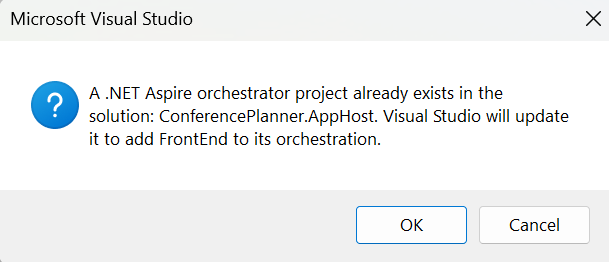 Microsoft Visual Studio
A .NET Aspire orchestrator project already exists in the
solution: ConferencePlanner.AppHost. Visual Studio will update
it to add FrontEnd to its orchestration.
OK
Cancel